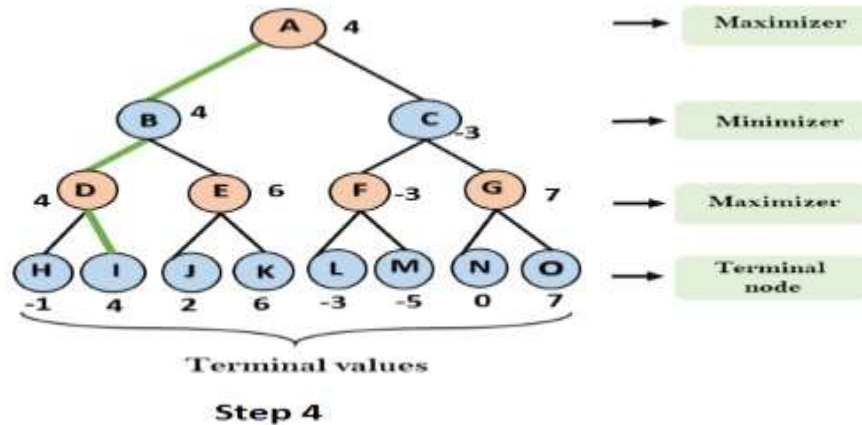 A 4 Maximizer
B 4 C -3 Minimizer
4 D E 6 F -3 G 7 Maximizer
H I J K L M N O Terminal
node
-1 4 2 6 -3 -5 0 7
Terminal values
Step 4